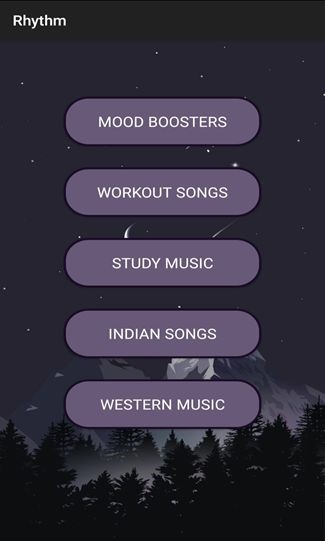 Rhythm
MOOD BOOSTERS
WORKOUT SONGS
STUDY MUSIC
INDIAN SONGS
WESTERN MUSIC